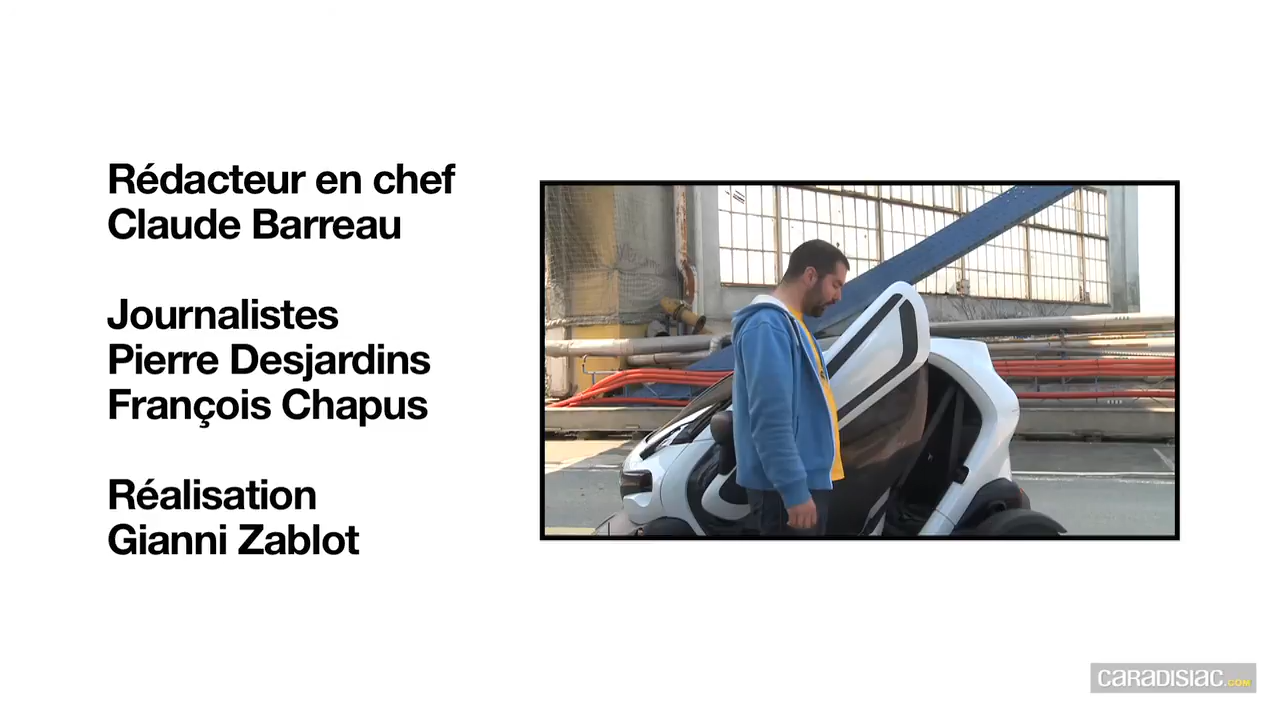 Rédacteur en chef
Claude Barreau
Journalistes
Pierre Desjardins
François Chapus
Réalisation
Gianni Zablot
CARADISIAC.COM